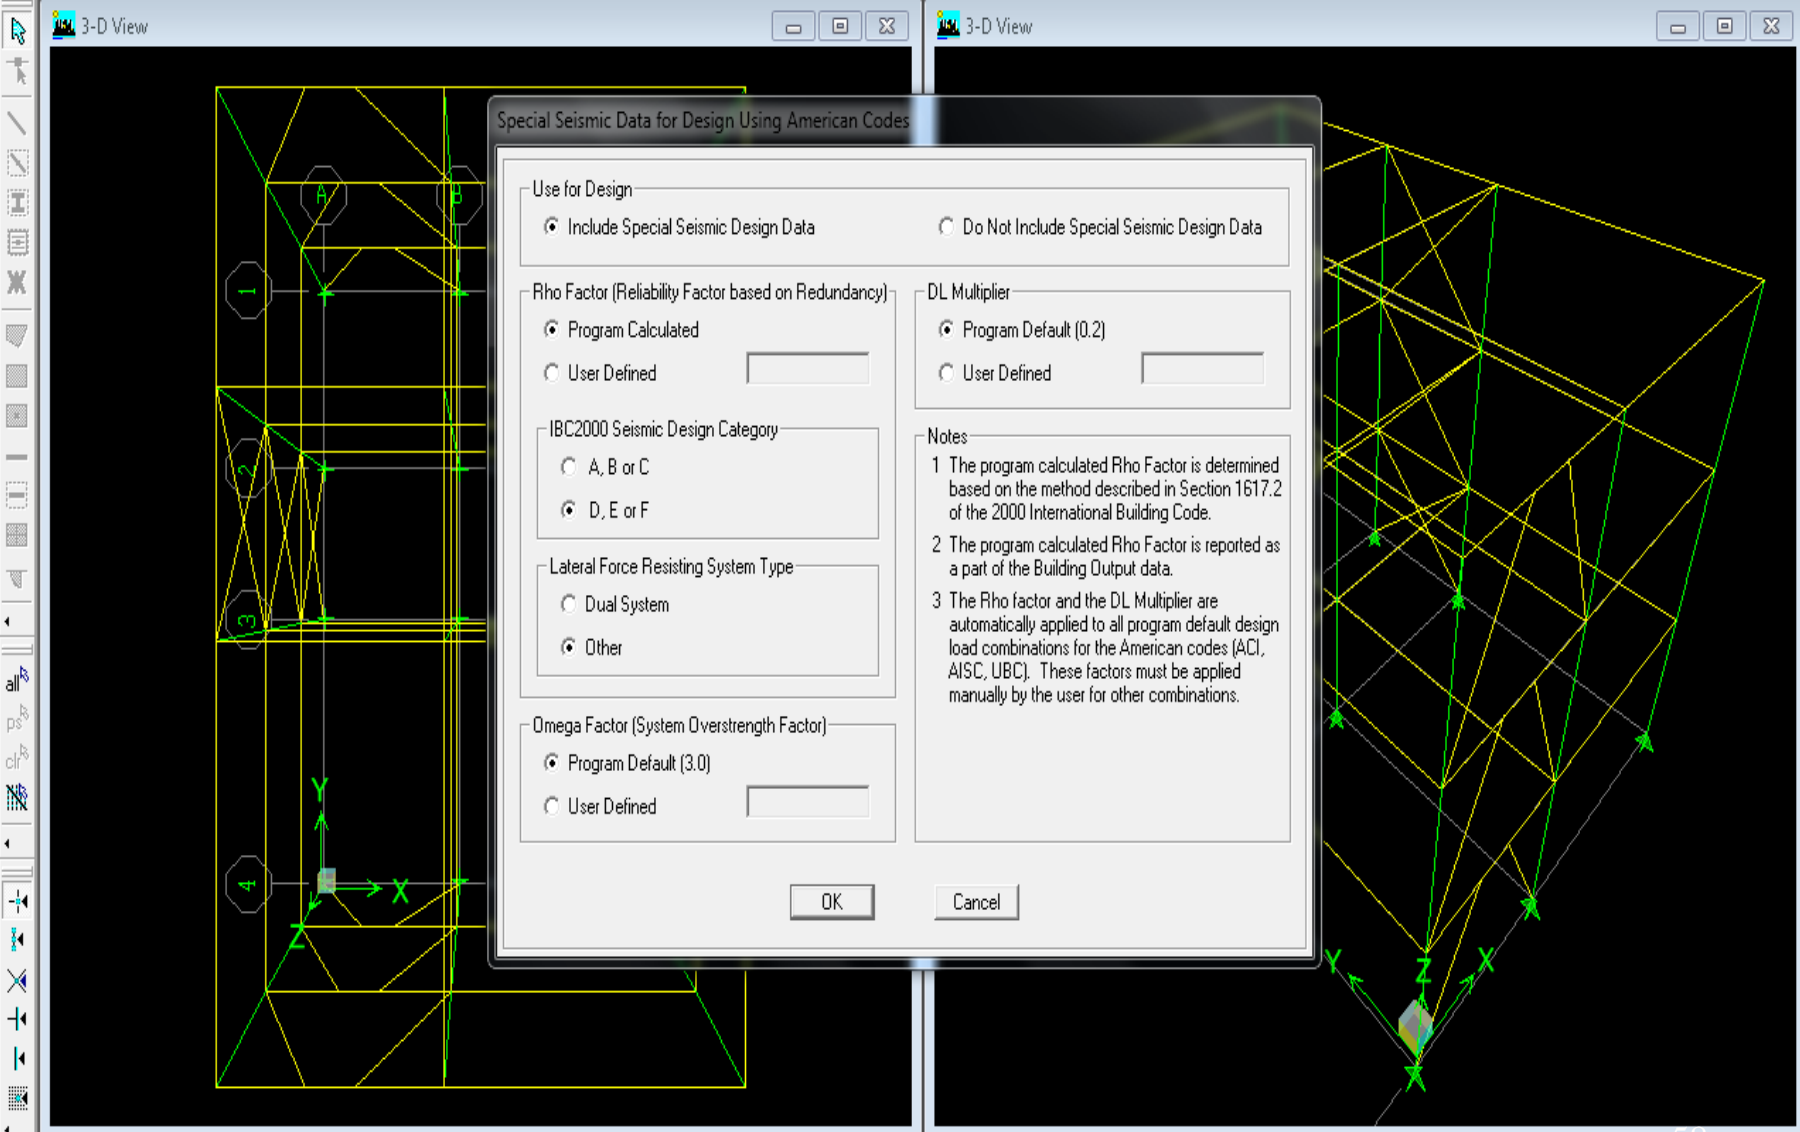 3-D View
3-D View
Special Seismic Data for Design Using American Codes
Use for Design
Include Special Seismic Design Data
Do Not Include Special Seismic Design Data
Rho Factor (Reliability Factor based on Redundancy)
Program Calculated
User Defined
IBC2000 Seismic Design Category
A, B or C
D, E or F
Lateral Force Resisting System Type
Dual System
Other
Omega Factor (System Overstrength Factor)
Program Default (3.0)
User Defined
DL Multiplier
Program Default (0.2)
User Defined
Notes
1 The program calculated Rho Factor is determined
based on the method described in Section 1617.2
of the 2000 International Building Code.
2 The program calculated Rho Factor is reported as
a part of the Building Output data.
3 The Rho factor and the DL Multiplier are
automatically applied to all program default design
load combinations for the American codes (ACI,
AISC, UBC). These factors must be applied
manually by the user for other combinations.
OK
Cancel
A
B
1
2
3
4
Y
X
Z
Y
Z
X
all
ps
clr